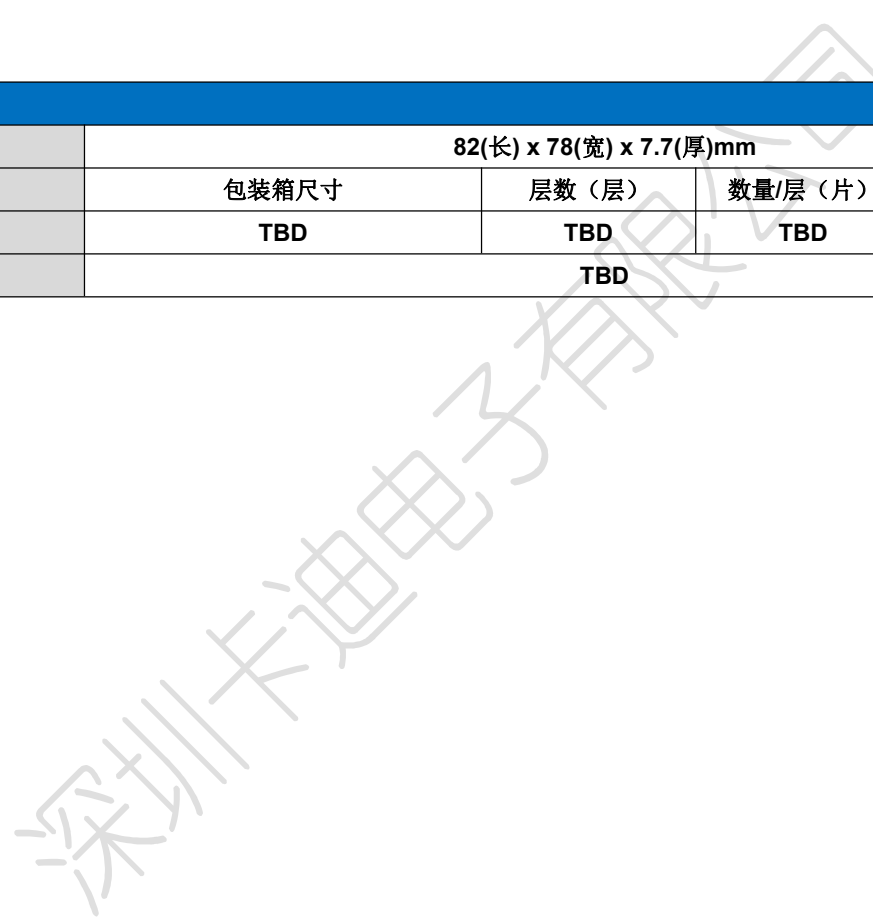 82(长) x 78(宽) x 7.7(厚)mm
包装箱尺寸 层数（层） 数量/层（片）
TBD TBD TBD
TBD
深圳卡迪电子有限公司